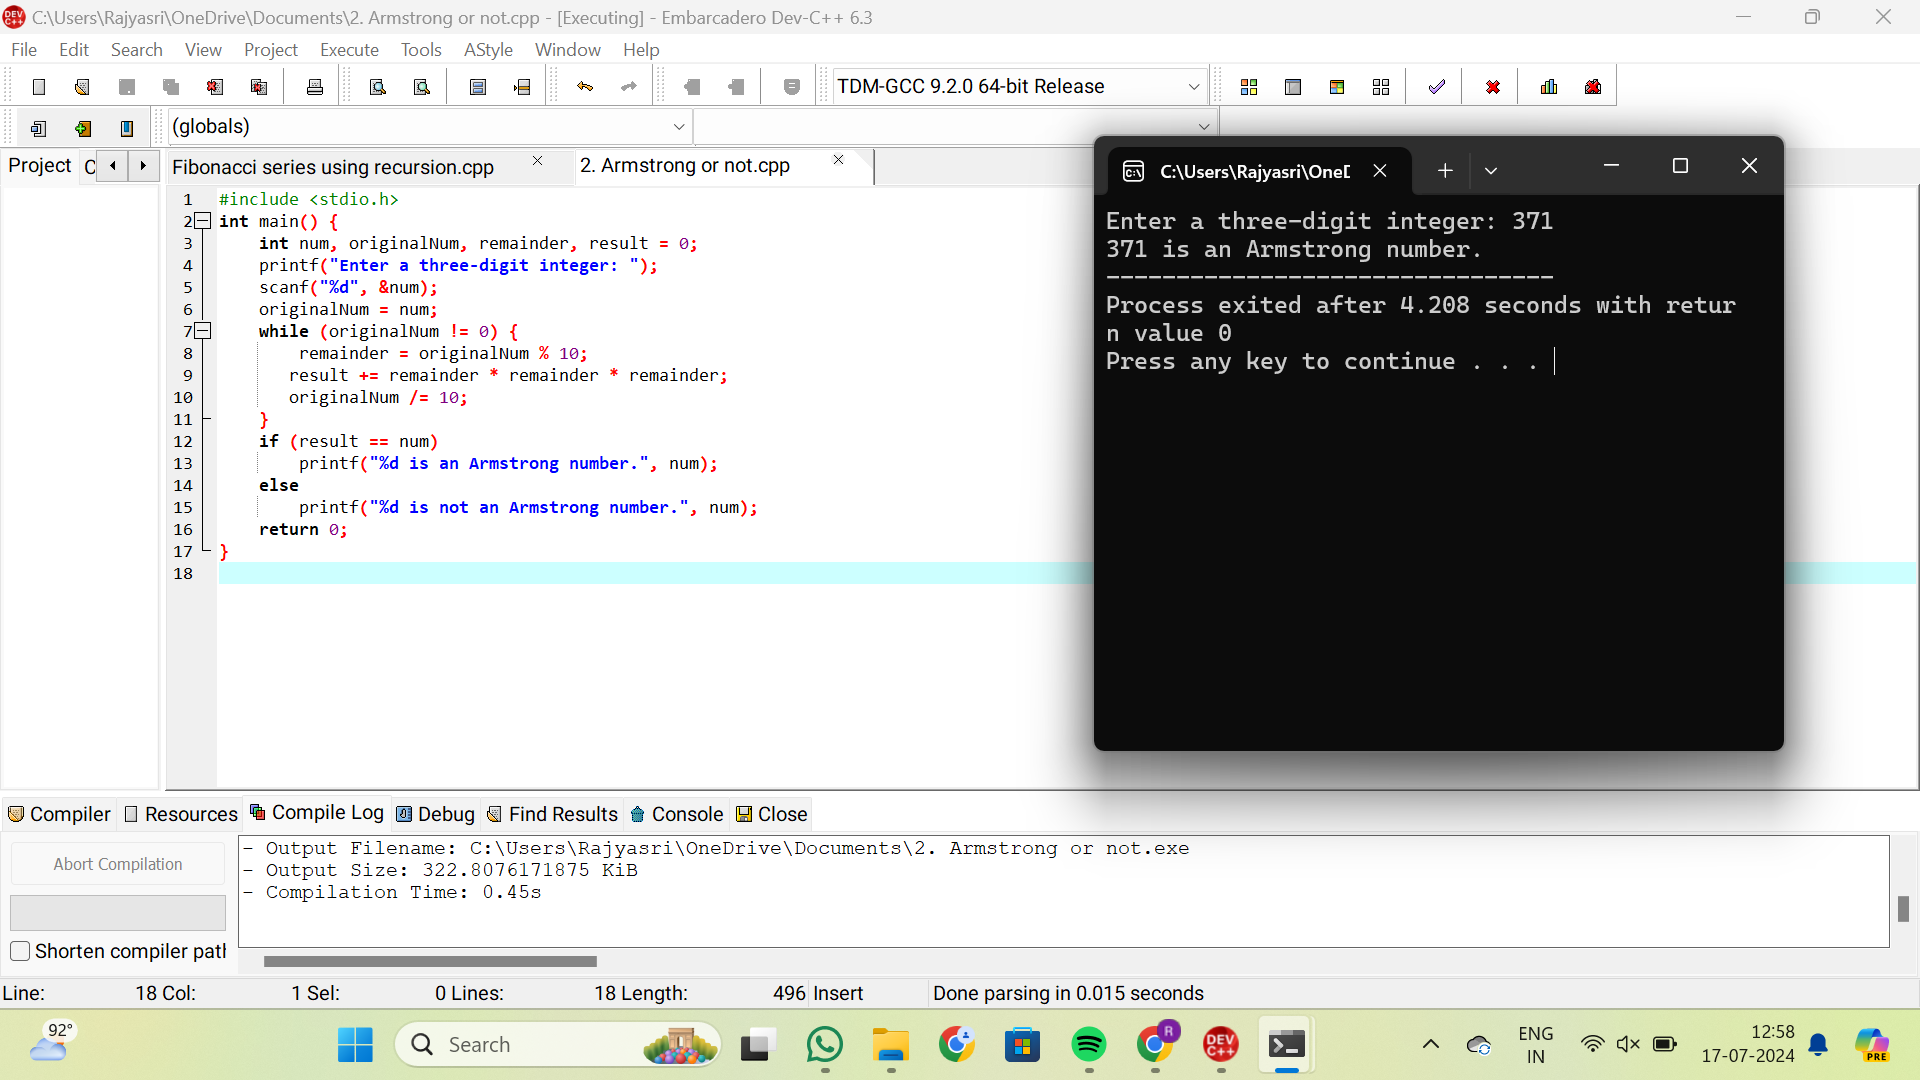 C:\Users\Rajyasri\OneDrive\Documents\2. Armstrong or not.cpp - [Executing] - Embarcadero Dev-C++ 6.3
File Edit Search View Project Execute Tools AStyle Window Help
TDM-GCC 9.2.0 64-bit Release
(globals)
Project C
Fibonacci series using recursion.cpp
2. Armstrong or not.cpp
1 #include <stdio.h>
2 int main() {
3 int num, originalNum, remainder, result = 0;
4 printf("Enter a three-digit integer: ");
5 scanf("%d", &num);
6 originalNum = num;
7 while (originalNum != 0) {
8 remainder = originalNum % 10;
9 result += remainder * remainder * remainder;
10 originalNum /= 10;
11 }
12 if (result == num)
13 printf("%d is an Armstrong number.", num);
14 else
15 printf("%d is not an Armstrong number.", num);
16 return 0;
17 }
18
C:\Users\Rajyasri\OneD
Enter a three-digit integer: 371
371 is an Armstrong number.
--------------------------------
Process exited after 4.208 seconds with retur
n value 0
Press any key to continue . . .
Compiler Resources Compile Log Debug Find Results Console Close
Abort Compilation
Shorten compiler path
- Output Filename: C:\Users\Rajyasri\OneDrive\Documents\2. Armstrong or not.exe
- Output Size: 322.8076171875 KiB
- Compilation Time: 0.45s
Line: 18 Col: 1 Sel: 0 Lines: 18 Length: 496 Insert Done parsing in 0.015 seconds
92°
Search
R
DEV C++
ENG
IN
12:58
17-07-2024
PRE